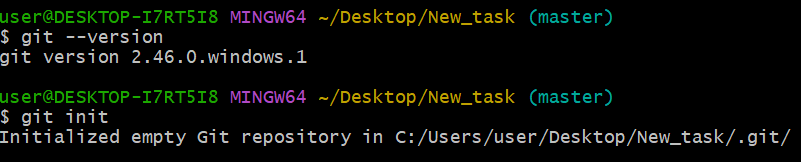 user@DESKTOP-I7RT5I8 MINGW64 ~/Desktop/New_task (master)
$ git --version
git version 2.46.0.windows.1
user@DESKTOP-I7RT5I8 MINGW64 ~/Desktop/New_task (master)
$ git init
Initialized empty Git repository in C:/Users/user/Desktop/New_task/.git/